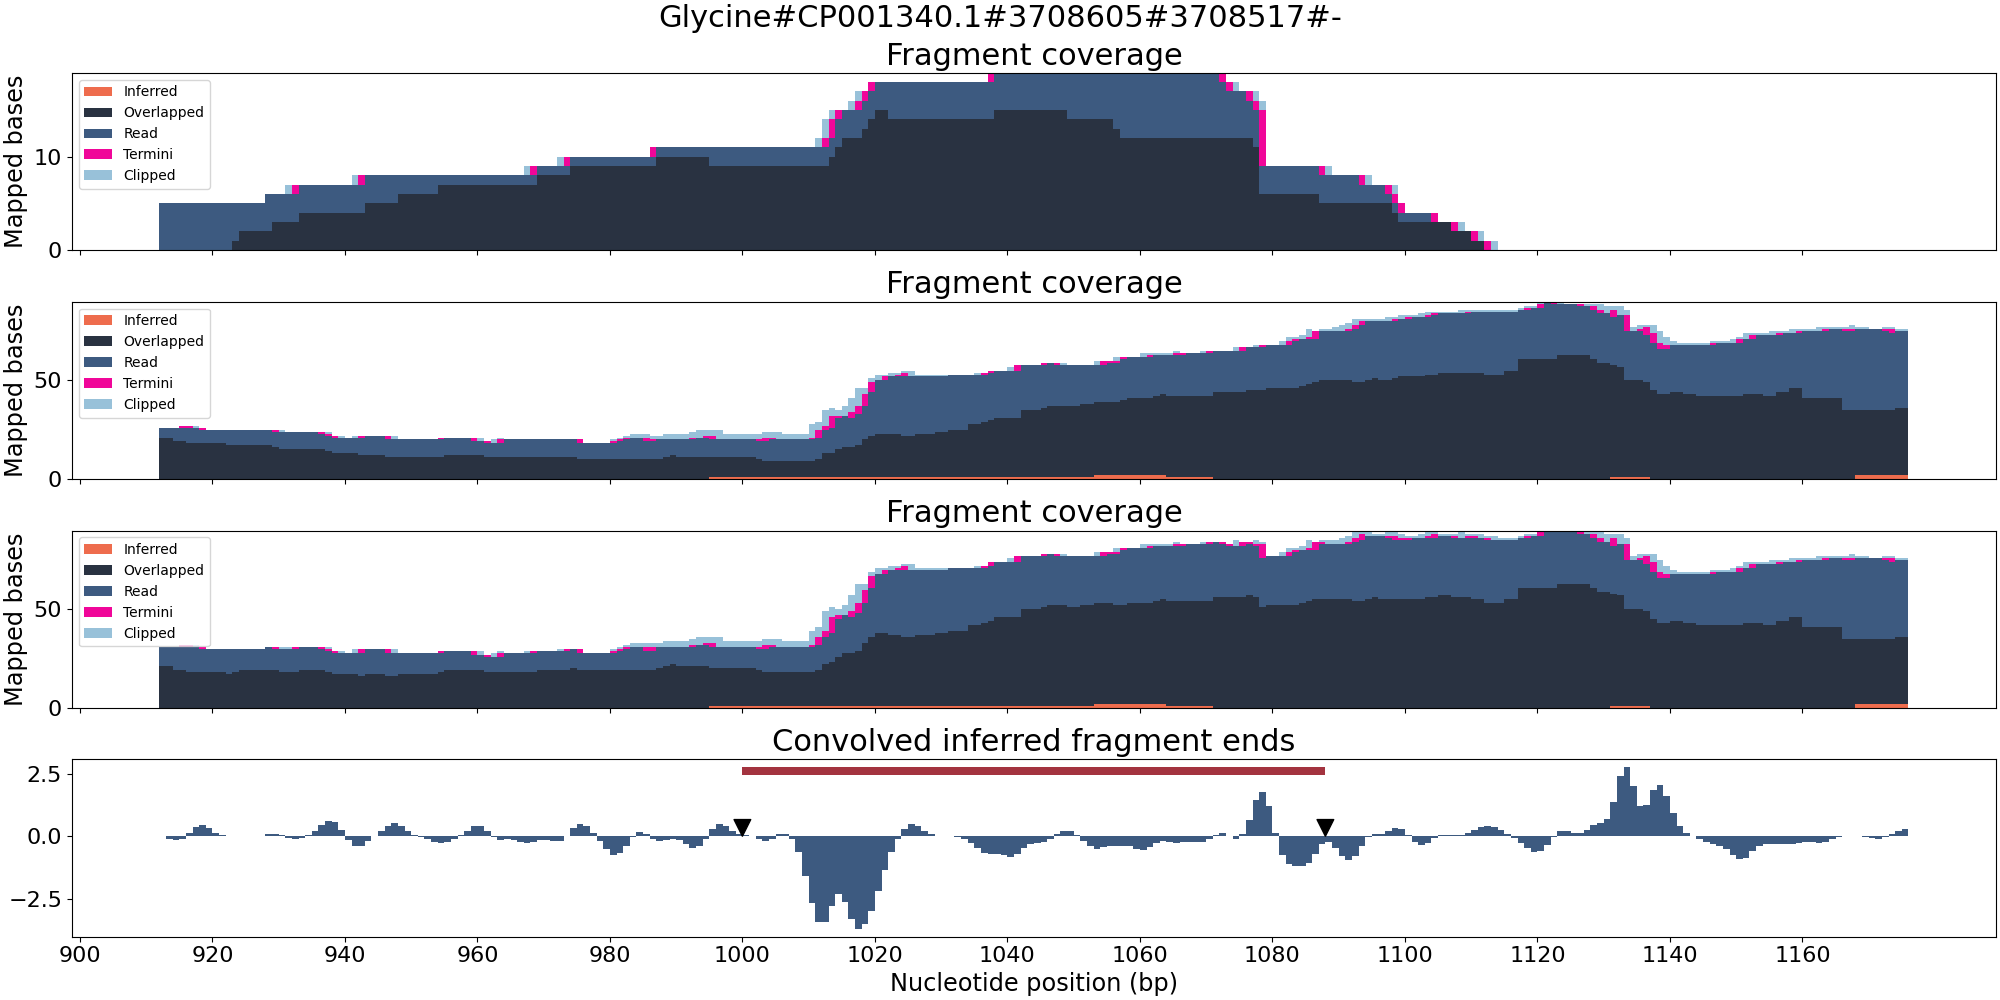 Glycine#CP001340.1#3708605#3708517#-
Fragment coverage
Mapped bases
10
0
Inferred
Overlapped
Read
Termini
Clipped
Fragment coverage
Mapped bases
50
0
Inferred
Overlapped
Read
Termini
Clipped
Fragment coverage
Mapped bases
50
0
Inferred
Overlapped
Read
Termini
Clipped
Convolved inferred fragment ends
2.5
0.0
−2.5
900 920 940 960 980 1000 1020 1040 1060 1080 1100 1120 1140 1160
Nucleotide position (bp)